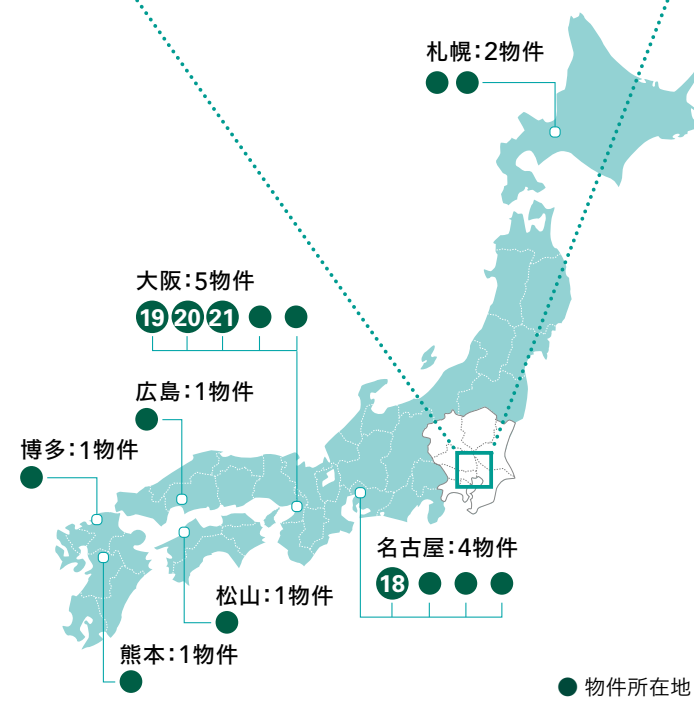 札幌：2物件
大阪：5物件
19 20 21
広島：1物件
博多：1物件
名古屋：4物件
18
松山：1物件
熊本：1物件
物件所在地